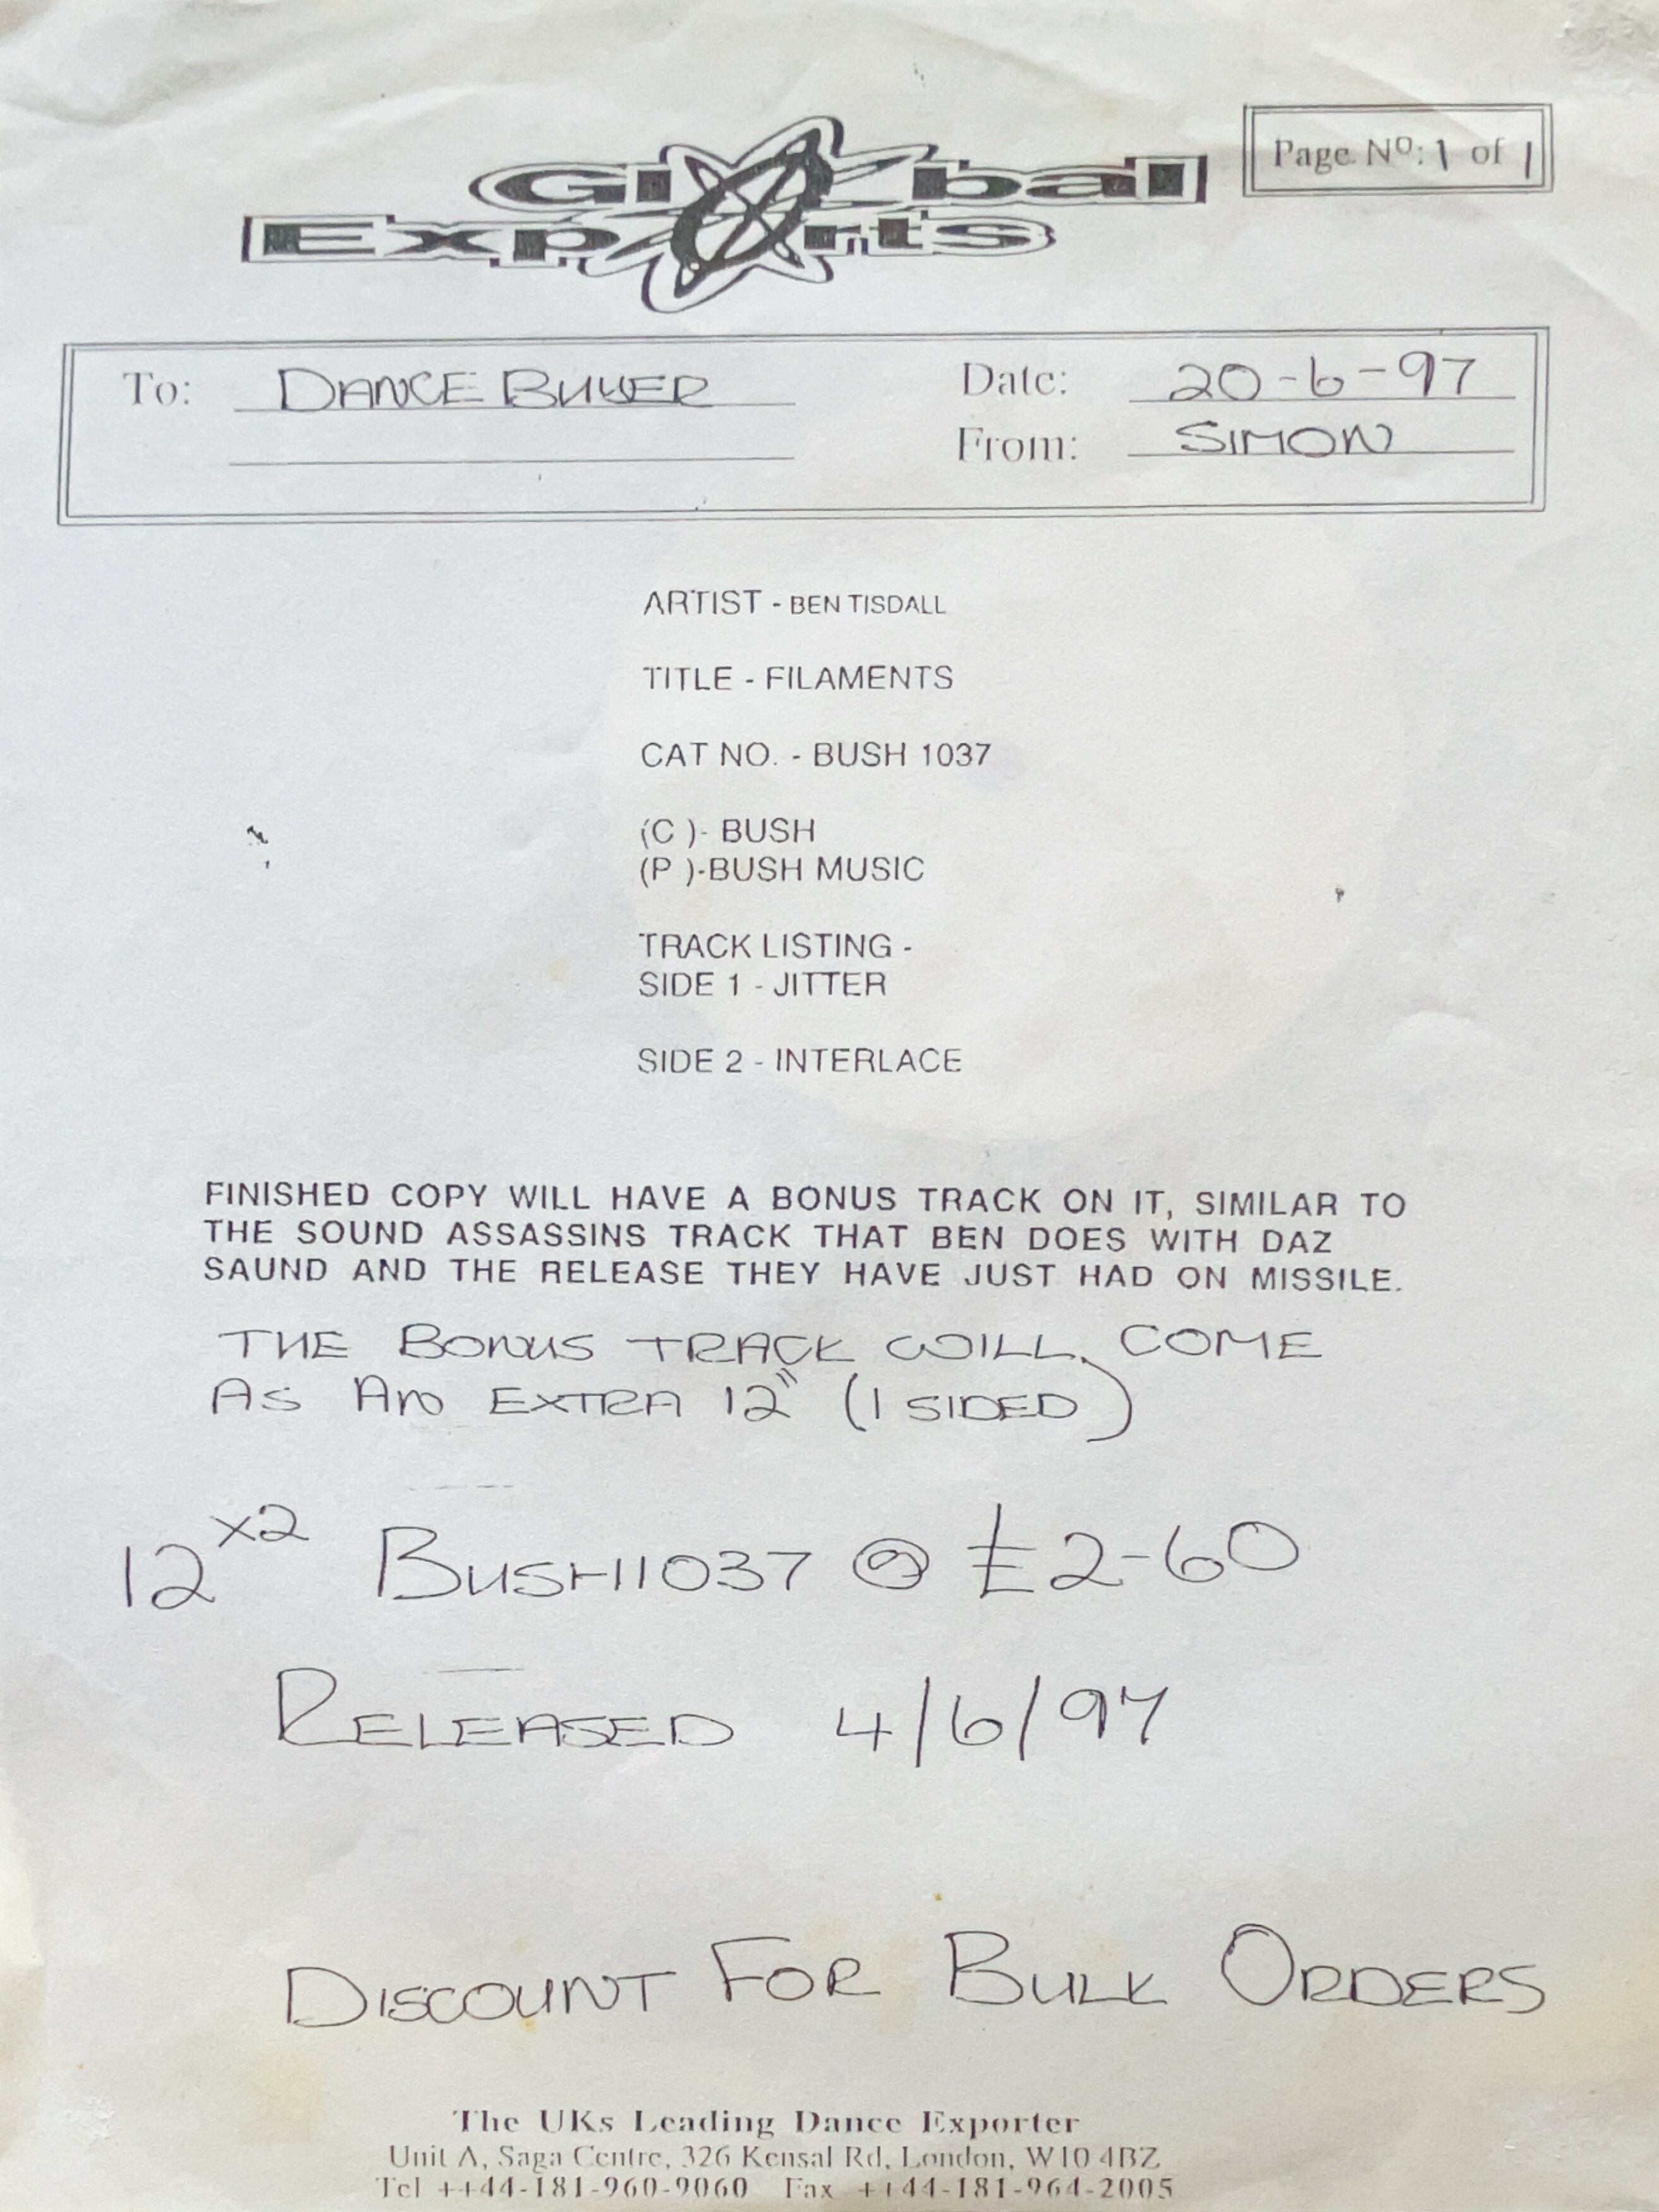 Global
Exports
Page Nº: 1 of 1
To: DANCE BUYER
Date: 20-6-97
From: SIMON
ARTIST - BEN TISDALL
TITLE - FILAMENTS
CAT NO. - BUSH 1037
(C )- BUSH
(P )-BUSH MUSIC
TRACK LISTING -
SIDE 1 - JITTER
SIDE 2 - INTERLACE
FINISHED COPY WILL HAVE A BONUS TRACK ON IT, SIMILAR TO
THE SOUND ASSASSINS TRACK THAT BEN DOES WITH DAZ
SAUND AND THE RELEASE THEY HAVE JUST HAD ON MISSILE.
THE BONUS TRACK WILL COME
AS AN EXTRA 12" (1 SIDED)
12 x2 BUSH1037 @ £2-60
RELEASED 4/6/97
DISCOUNT FOR BULK ORDERS
The UKs Leading Dance Exporter
Unit A, Saga Centre, 326 Kensal Rd, London, W10 4BZ
Tel ++44-181-960-9060 Fax ++44-181-964-2005